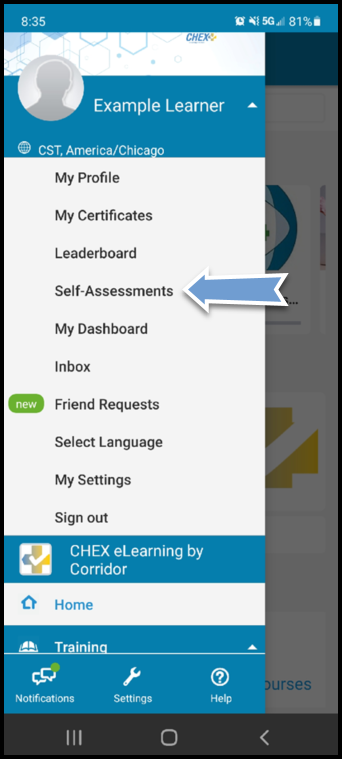 8:35
5G 81%
CHEX
Example Learner
CST, America/Chicago
My Profile
My Certificates
Leaderboard
Self-Assessments
s...
My Dashboard
Inbox
new Friend Requests
Select Language
My Settings
Sign out
CHEX eLearning by
Corridor
Home
Training
ourses
Notifications Settings Help